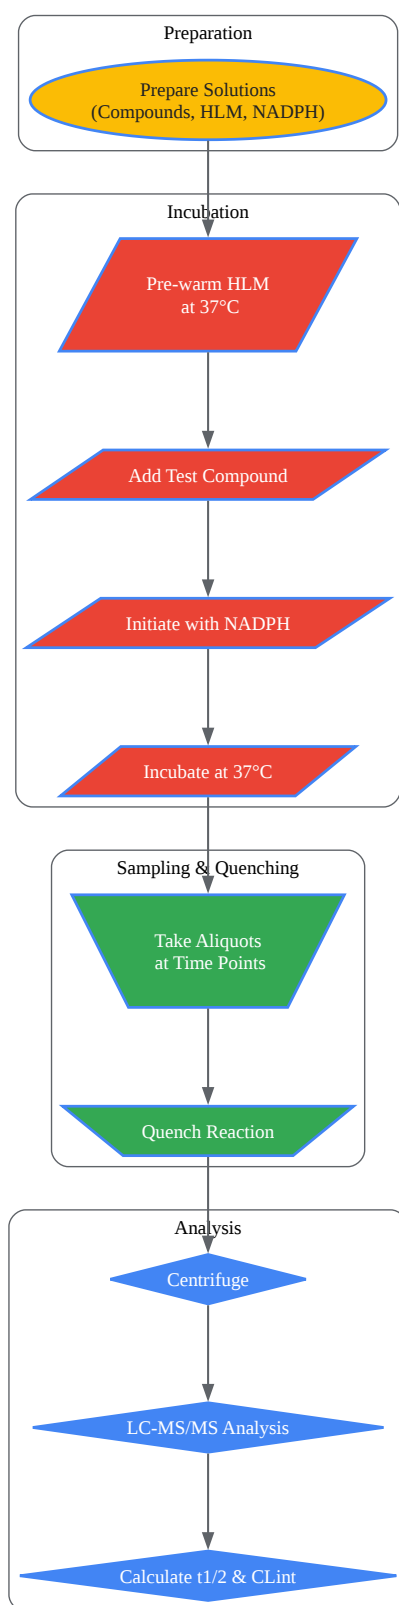 Preparation
Prepare Solutions
(Compounds, HLM, NADPH)
Incubation
Pre-warm HLM
at 37°C
Add Test Compound
Initiate with NADPH
Incubate at 37°C
Sampling & Quenching
Take Aliquots
at Time Points
Quench Reaction
Analysis
Centrifuge
LC-MS/MS Analysis
Calculate t1/2 & CLint